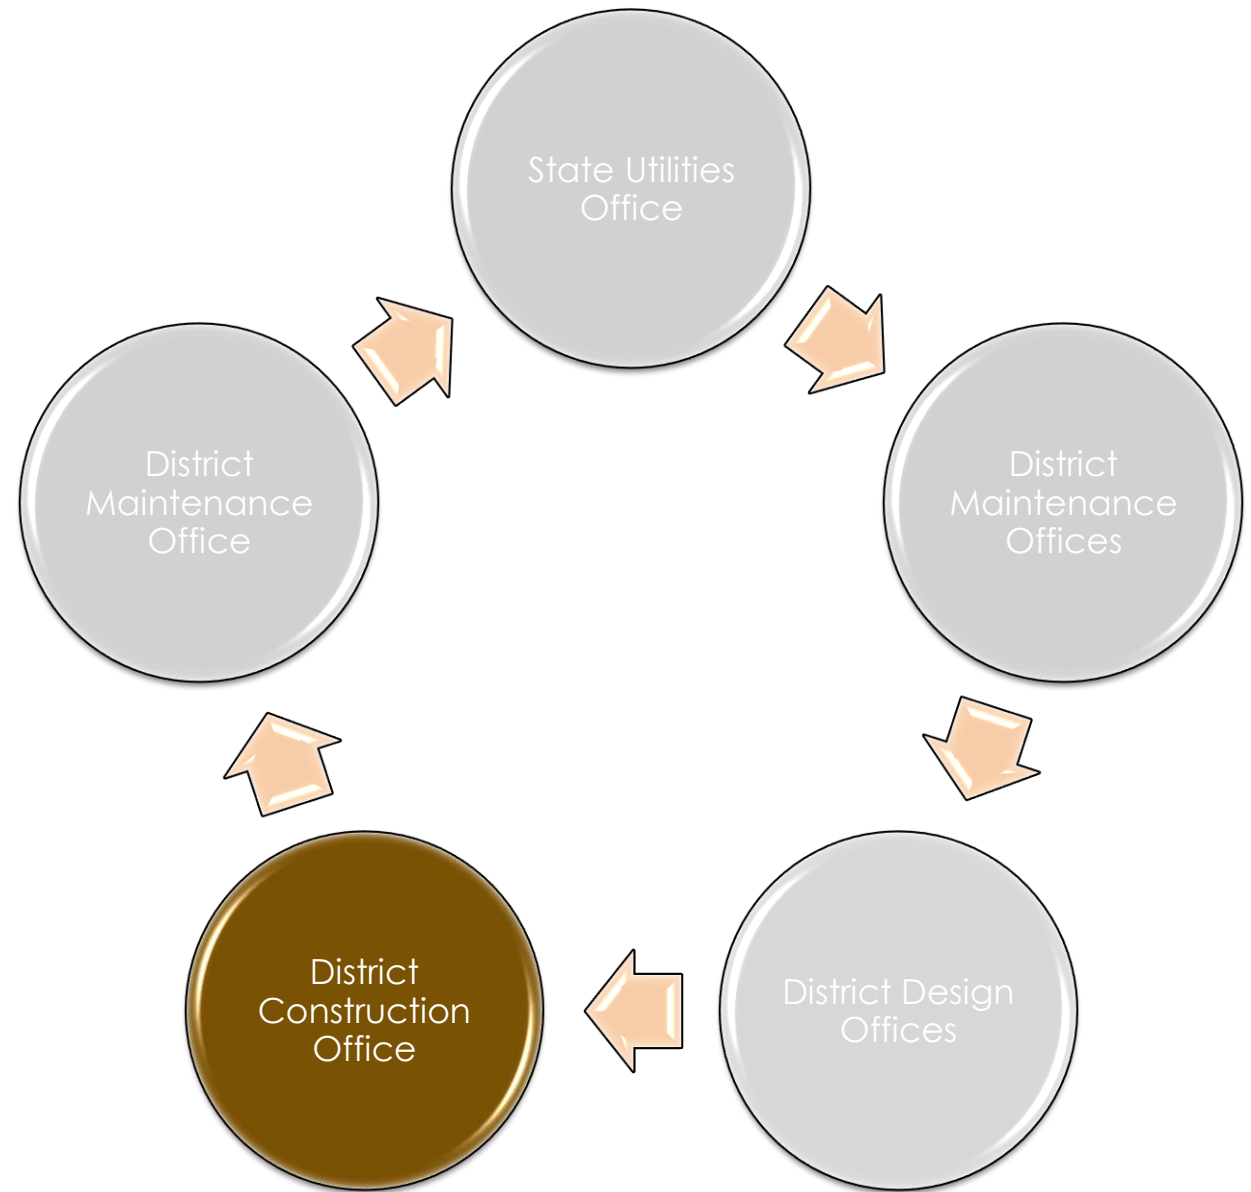 State Utilities
Office
District
Maintenance
Office
District
Maintenance
Offices
District
Construction
Office
District Design
Offices